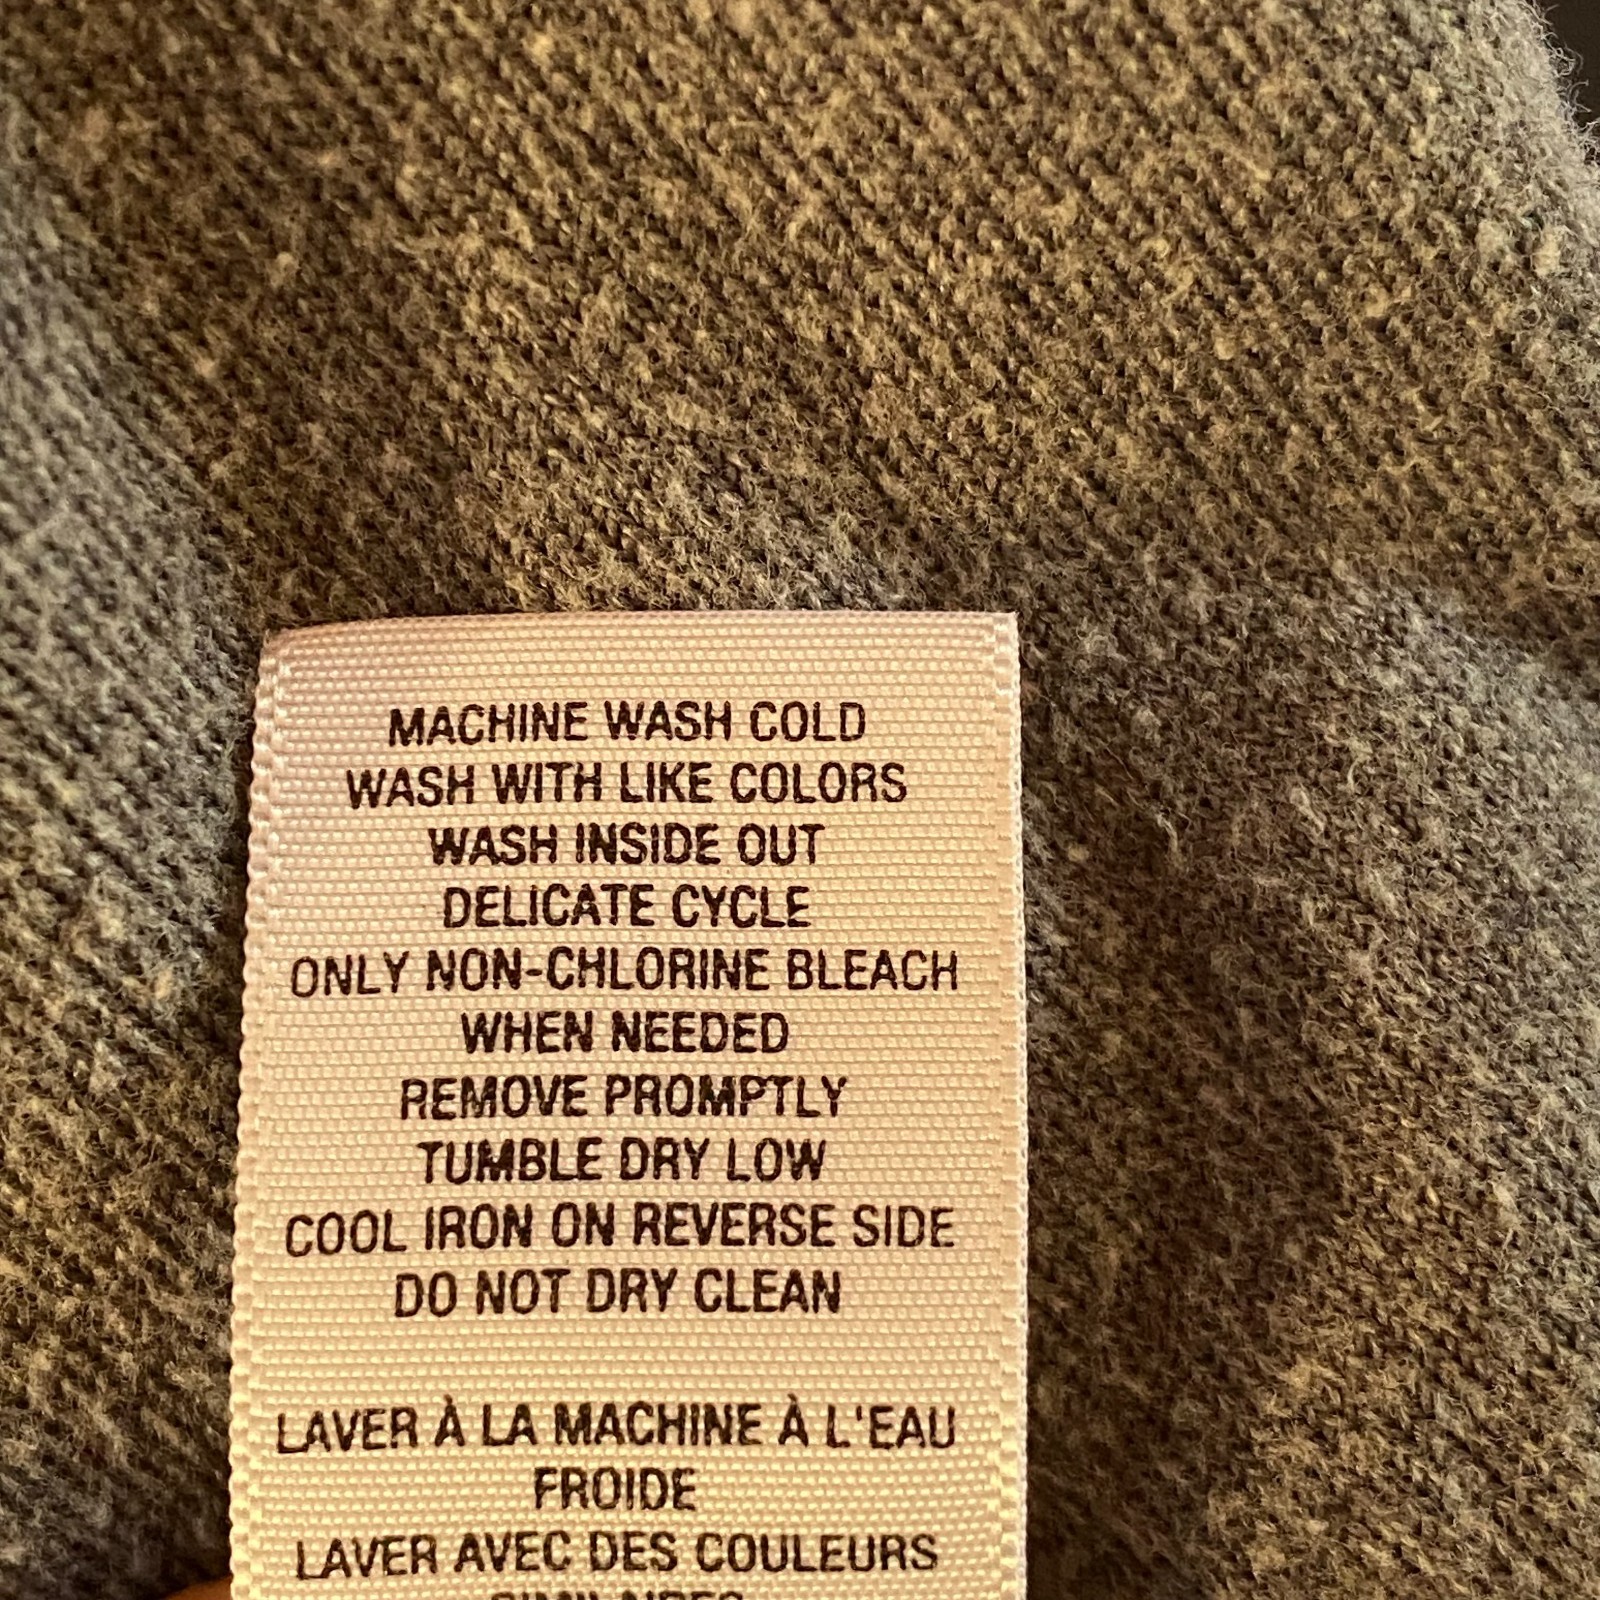 MACHINE WASH COLD
WASH WITH LIKE COLORS
WASH INSIDE OUT
DELICATE CYCLE
ONLY NON-CHLORINE BLEACH
WHEN NEEDED
REMOVE PROMPTLY
TUMBLE DRY LOW
COOL IRON ON REVERSE SIDE
DO NOT DRY CLEAN
LAVER À LA MACHINE À L'EAU
FROIDE
LAVER AVEC DES COULEURS